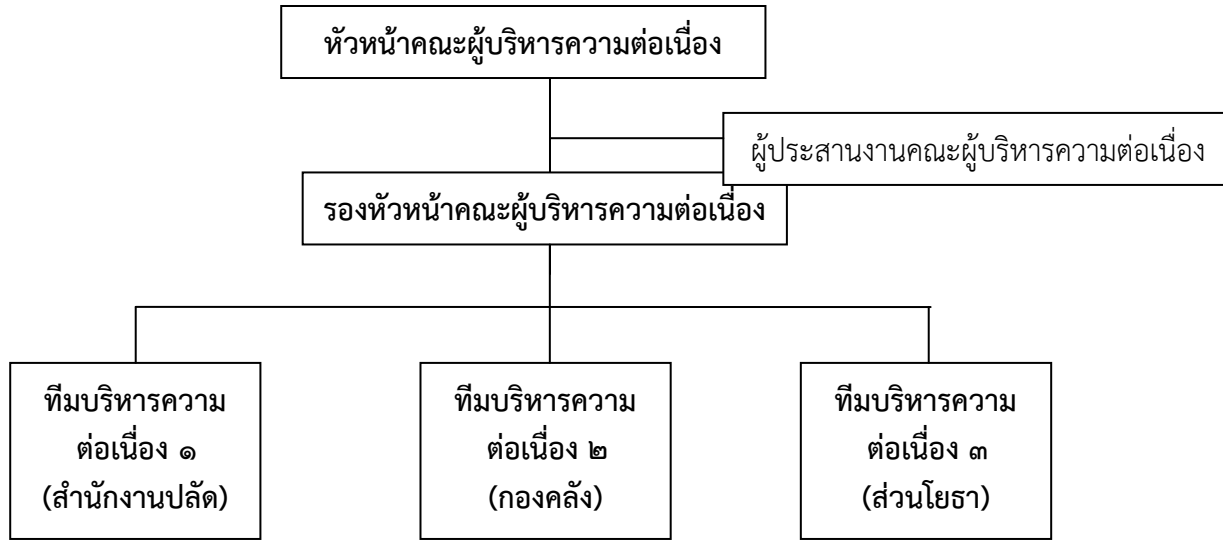 หัวหน้าคณะผู้บริหารความต่อเนื่อง
ผู้ประสานงานคณะผู้บริหารความต่อเนื่อง
รองหัวหน้าคณะผู้บริหารความต่อเนื่อง
ทีมบริหารความ
ต่อเนื่อง ๑
(สำนักงานปลัด)
ทีมบริหารความ
ต่อเนื่อง ๒
(กองคลัง)
ทีมบริหารความ
ต่อเนื่อง ๓
(ส่วนโยธา)